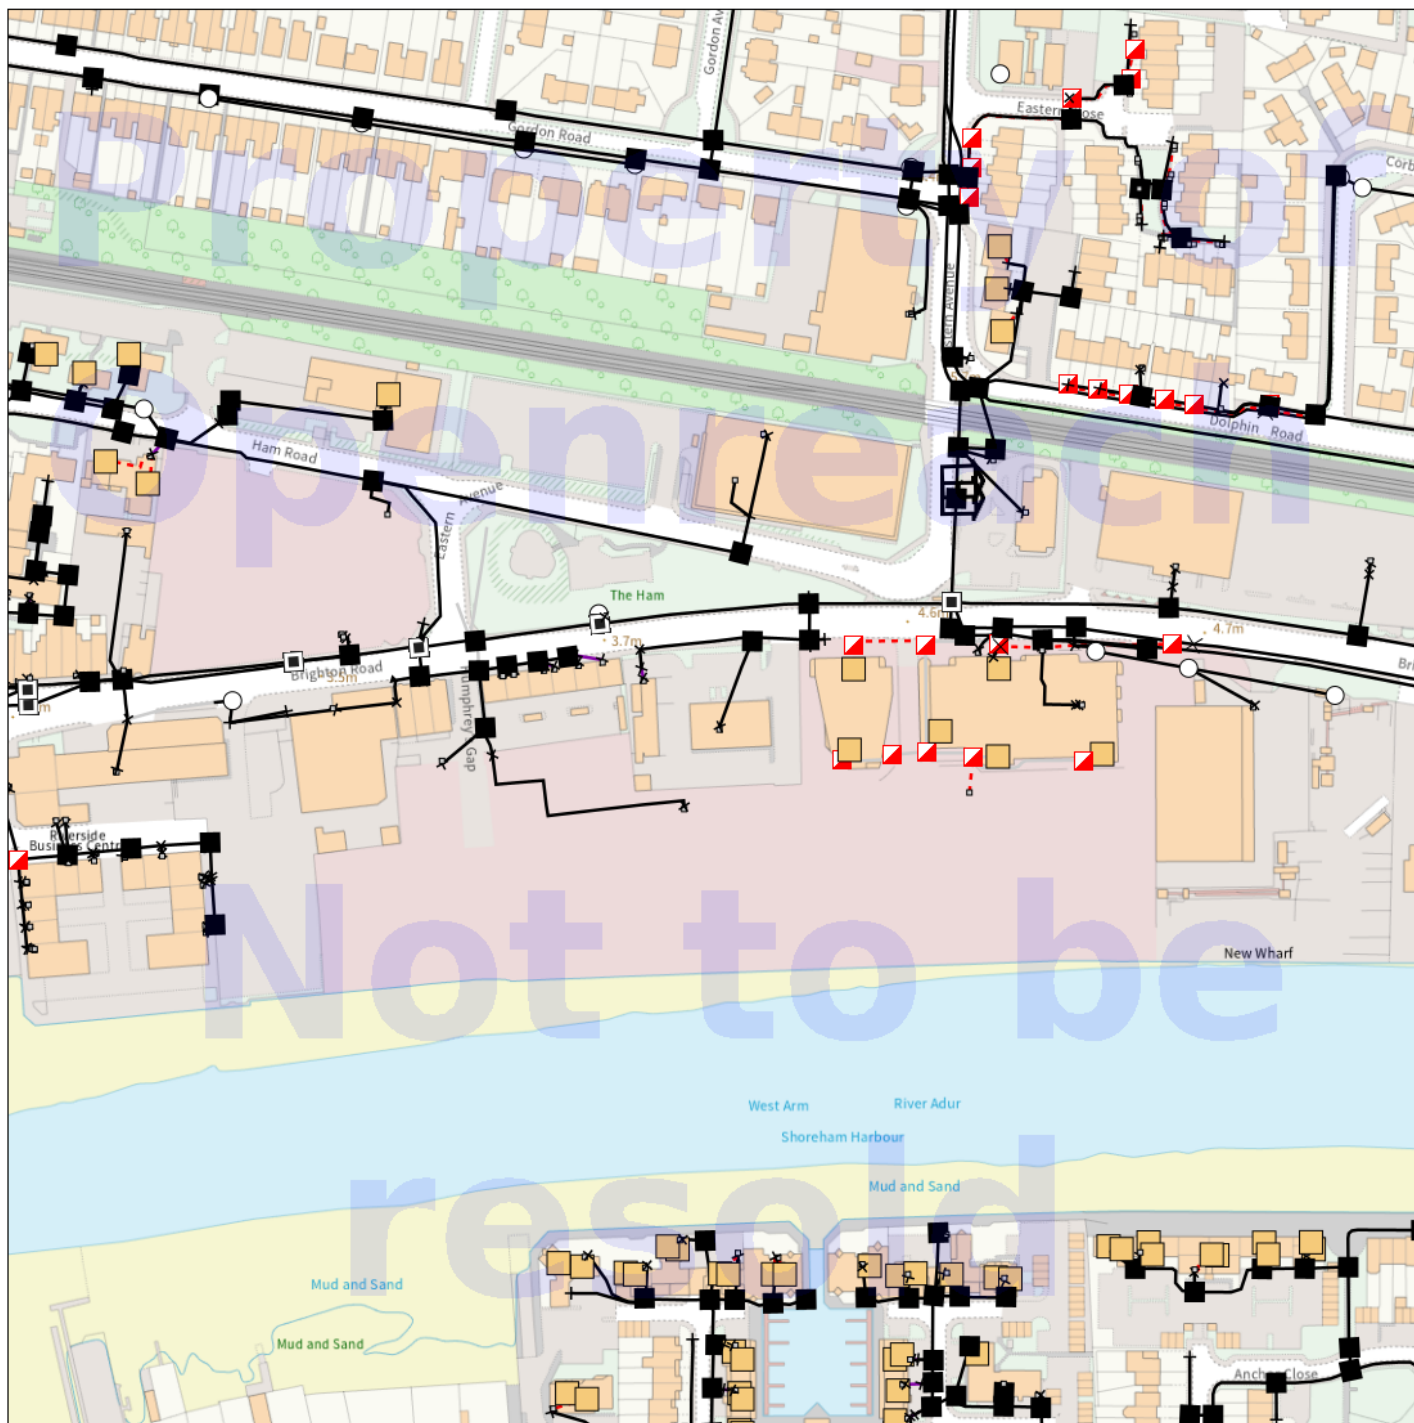 Gordon Av
Gordon Road
Eastern Close
Corb
Property of
Eastern Avenue
Dolphin Road
Ham Road
Eastern Avenue
Openreach
The Ham
4.6m
3.7m
4.7m
Brighton Road
3.5m
Bri
Humphrey's Gap
Riverside
Business Centre
New Wharf
Not to be
West Arm
River Adur
Shoreham Harbour
Mud and Sand
resold
Mud and Sand
Mud and Sand
Anchor Close